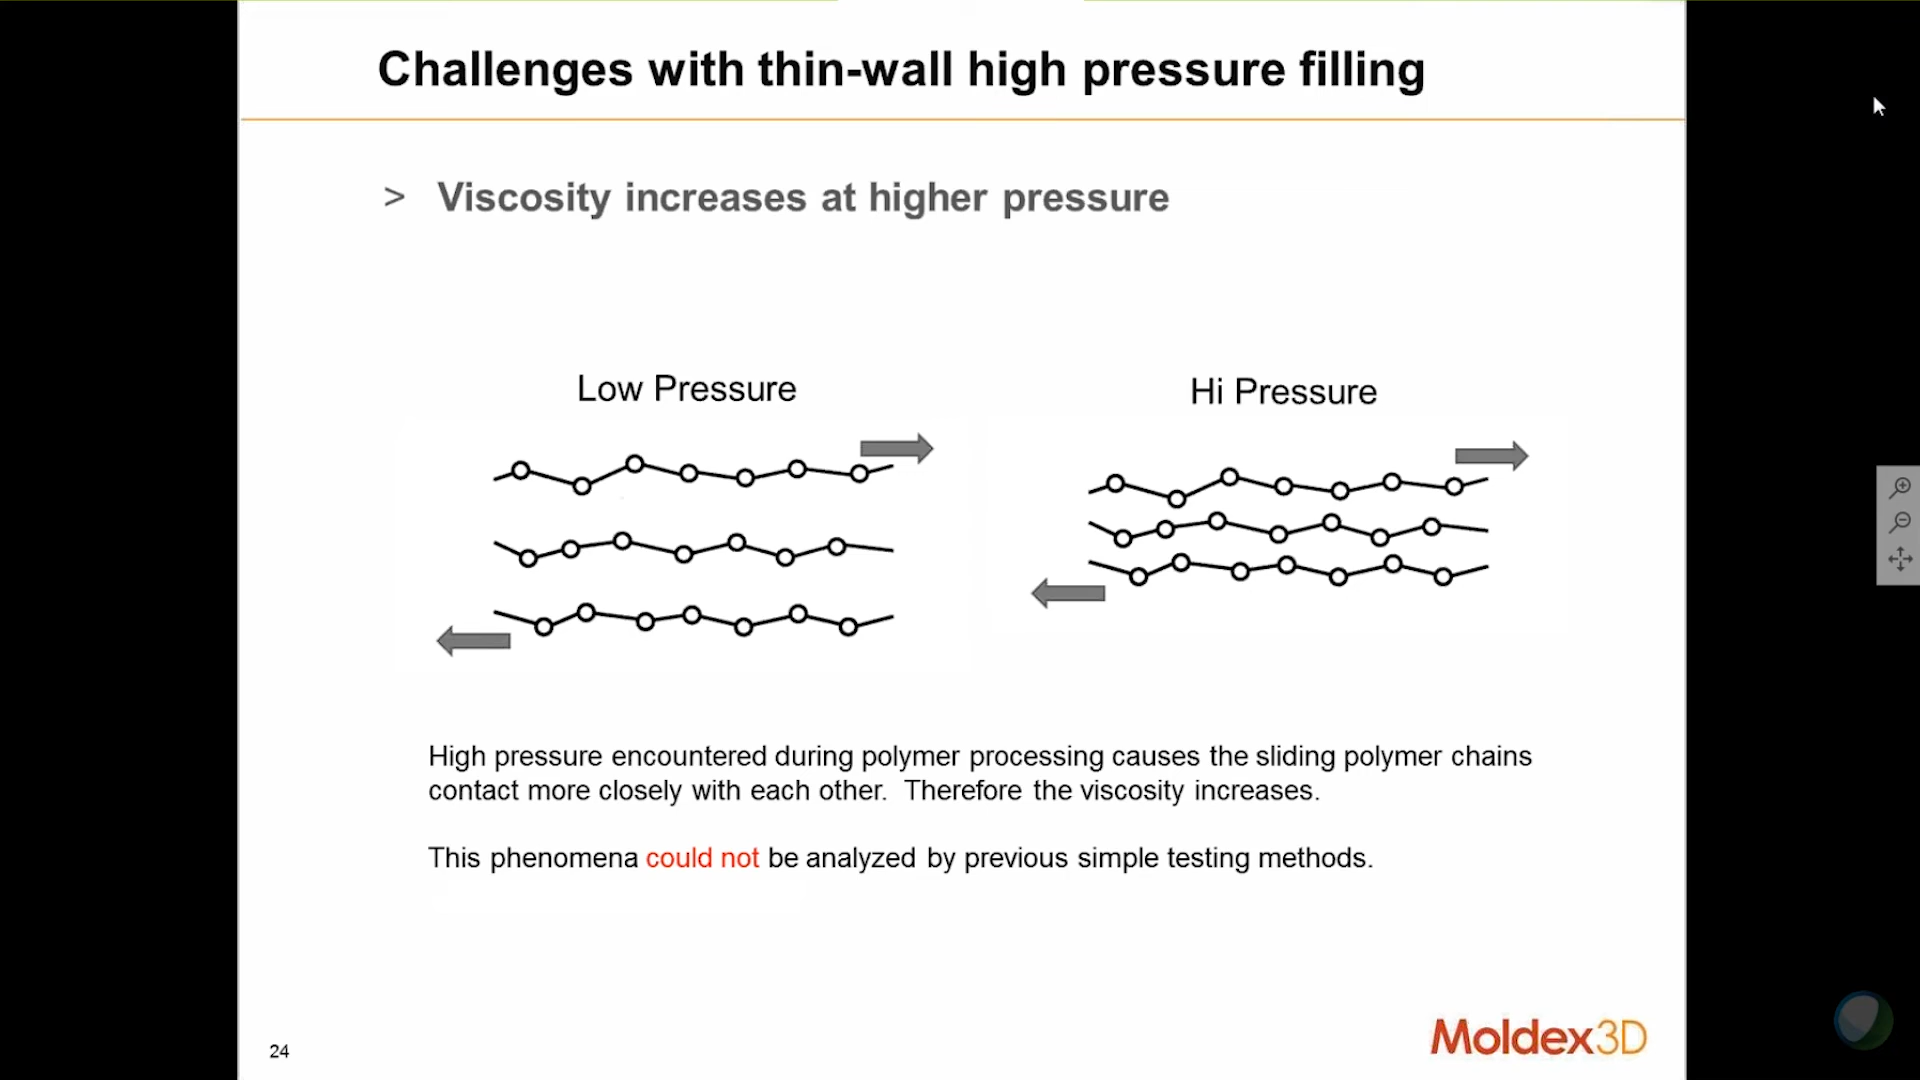 Challenges with thin-wall high pressure filling
> Viscosity increases at higher pressure
Low Pressure
Hi Pressure
High pressure encountered during polymer processing causes the sliding polymer chains
contact more closely with each other.  Therefore the viscosity increases.
This phenomena could not be analyzed by previous simple testing methods.
24
Moldex3D